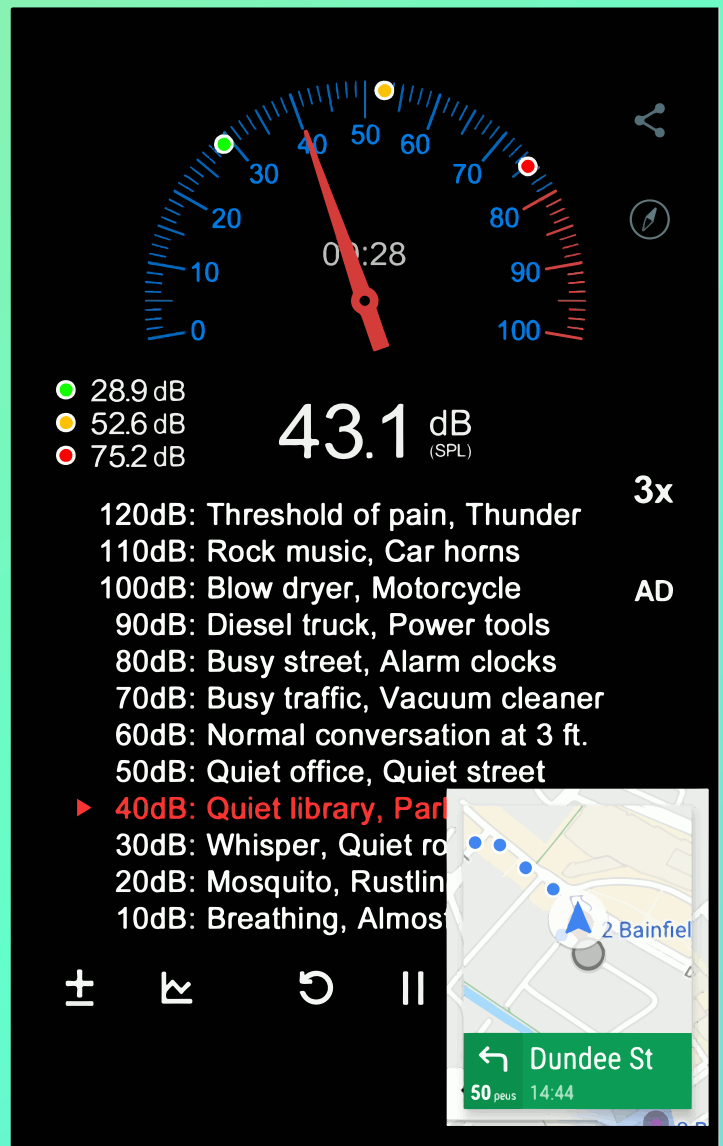 50
40
60
30
70
20
80
10
90
0
100
28.9 dB
52.6 dB
75.2 dB
43.1 dB
(SPL)
3x
120dB: Threshold of pain, Thunder
110dB: Rock music, Car horns
100dB: Blow dryer, Motorcycle
AD
90dB: Diesel truck, Power tools
80dB: Busy street, Alarm clocks
70dB: Busy traffic, Vacuum cleaner
60dB: Normal conversation at 3 ft.
50dB: Quiet office, Quiet street
40dB: Quiet library,
30dB: Whisper, Quiet
20dB: Mosquito,
10dB: Breathing,
2 Bainfiel
Dundee St
50 peus 14:44